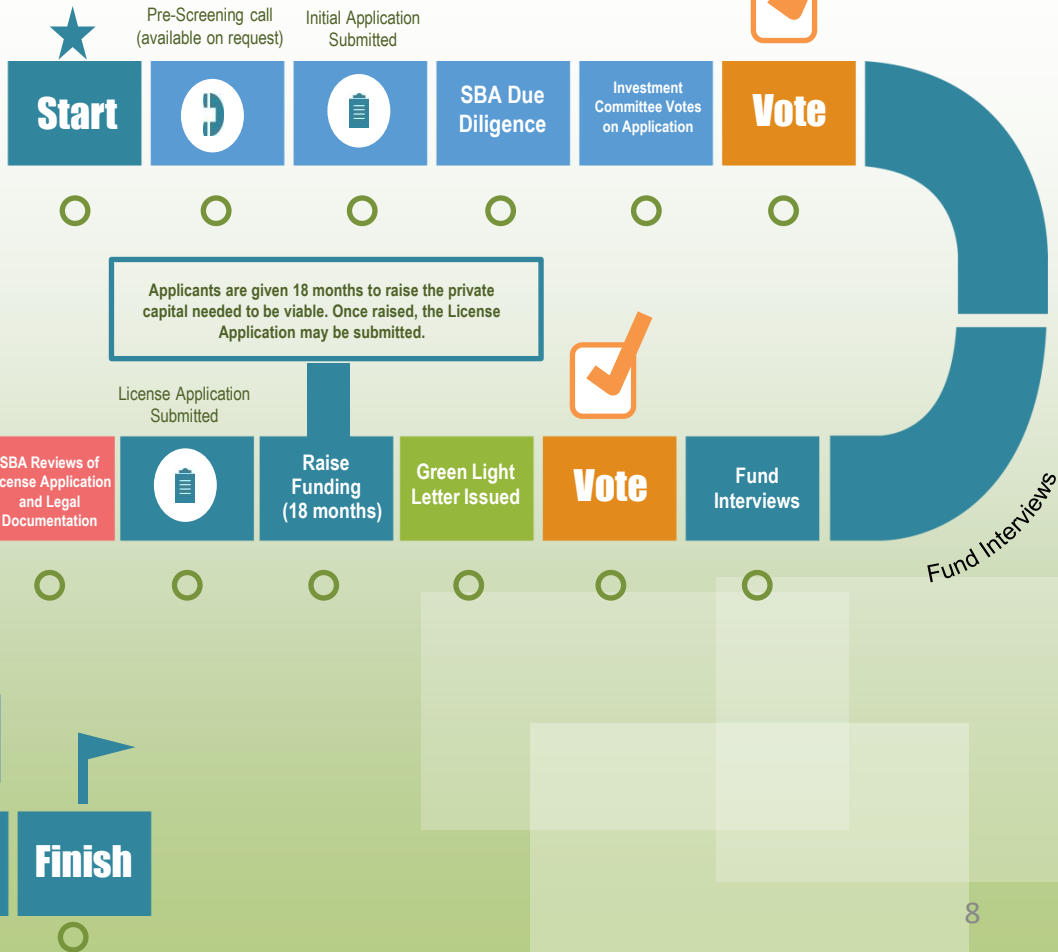 Pre-Screening call
(available on request)
Initial Application
Submitted
Start
SBA Due
Diligence
Investment
Committee Votes
on Application
Vote
Applicants are given 18 months to raise the private
capital needed to be viable. Once raised, the License
Application may be submitted.
Fund Interviews
Fund
Interviews
Vote
Green Light
Letter Issued
Raise
Funding
(18 months)
License Application
Submitted
SBA Reviews of
cense Application
and Legal
Documentation
Finish
8